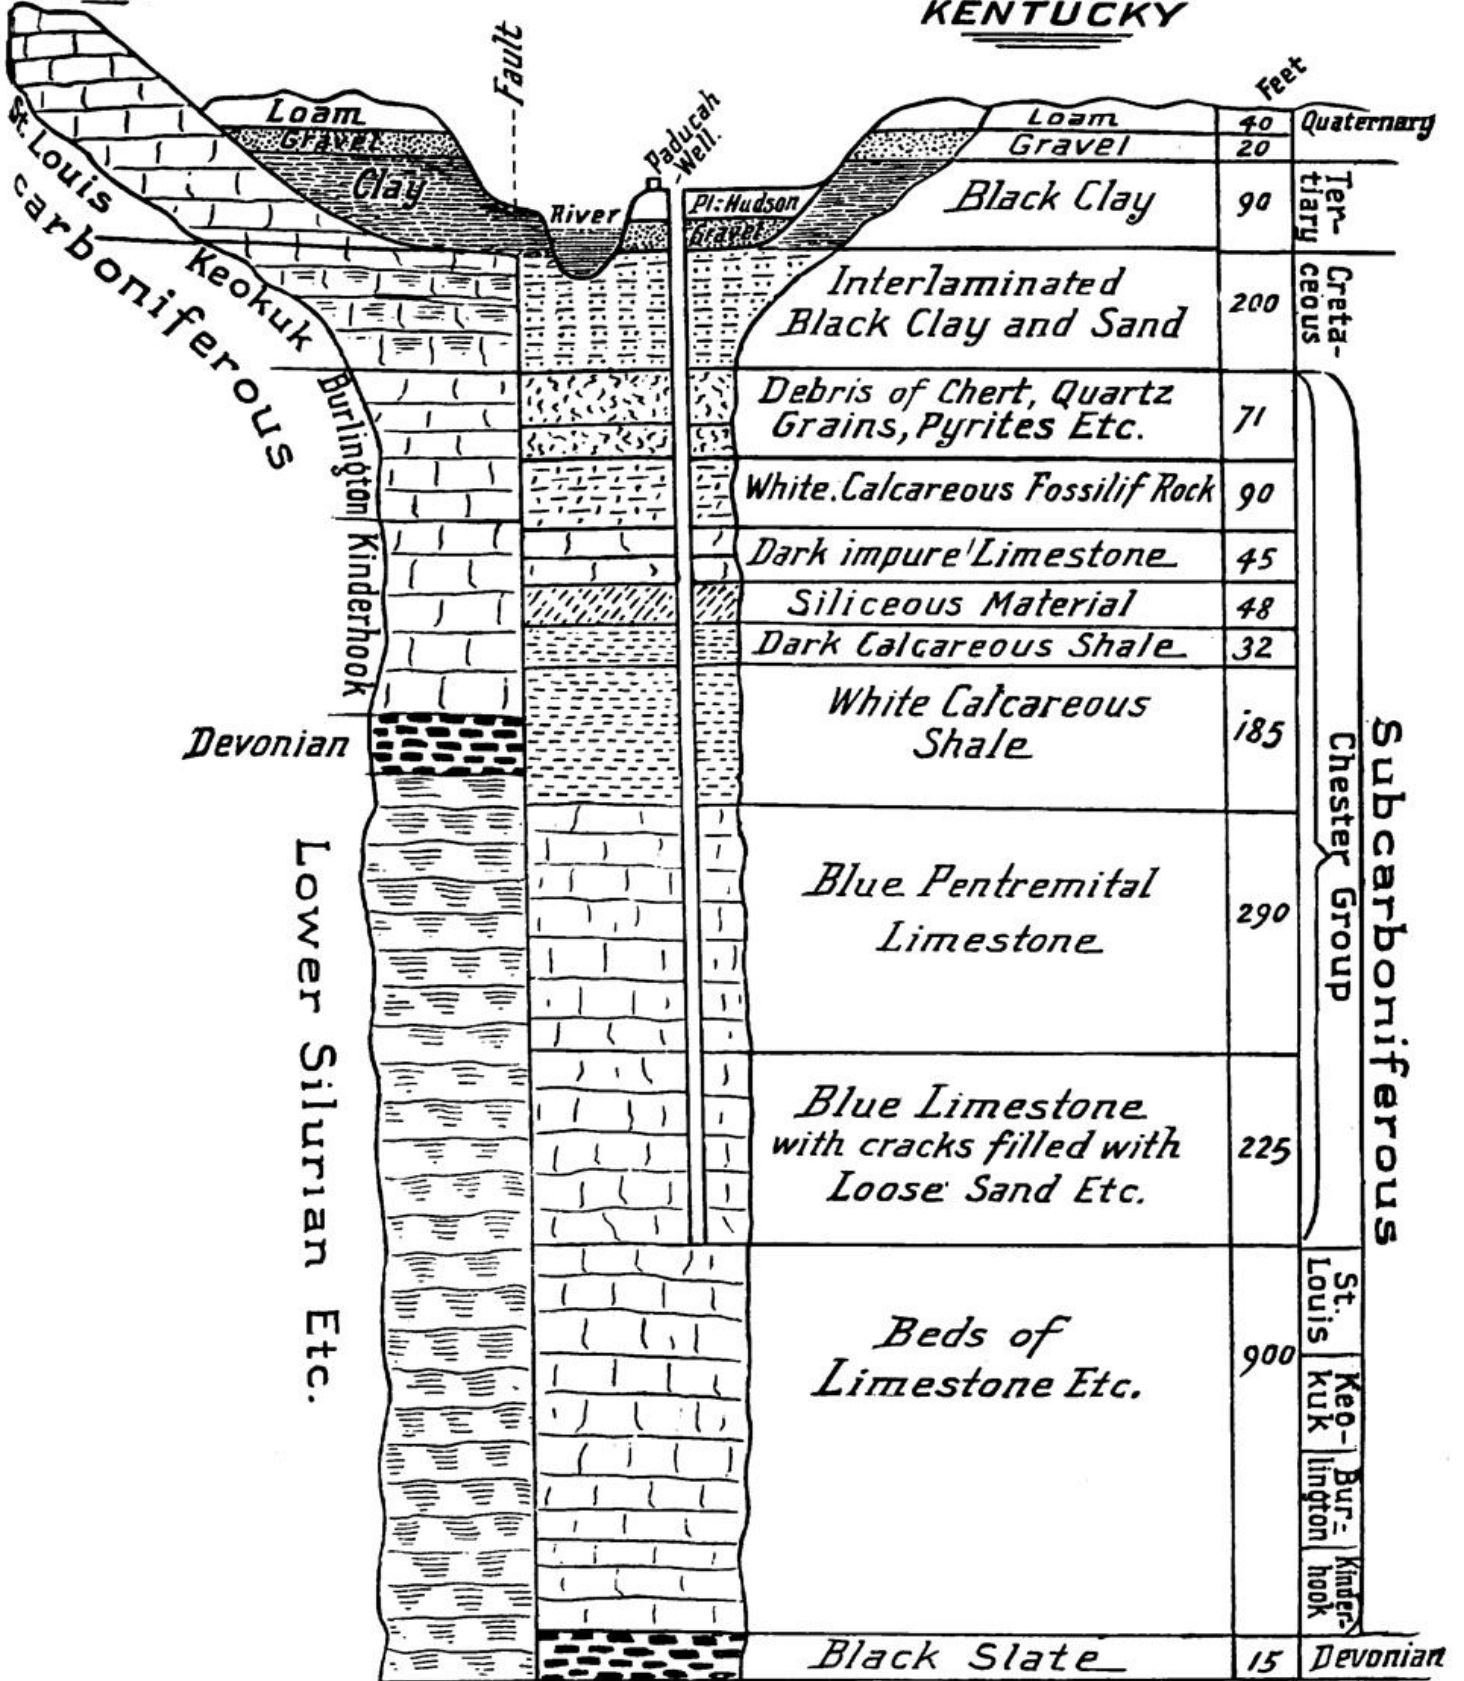 KENTUCKY
Fault
Feet
Paducah
Well.
Loam
Gravel
Clay
River
Pl: Hudson
Gravel
St. Louis
Keokuk
Burlington
Kinderhook
Carboniferous
Devonian
Lower Silurian Etc.
Loam 40 Quaternary
Gravel 20
Black Clay 90
Ter-
tiary
Interlaminated
Black Clay and Sand 200
Creta-
ceous
Debris of Chert, Quartz
Grains, Pyrites Etc. 71
White. Calcareous Fossilif Rock 90
Dark impure Limestone 45
Siliceous Material 48
Dark Calcareous Shale 32
White Calcareous
Shale 185
Blue Pentremital
Limestone 290
Blue Limestone
with cracks filled with
Loose Sand Etc. 225
Chester Group
Subcarboniferous
Beds of
Limestone Etc. 900
St.
Louis
Keo-
kuk
Bur=
lington
Kinder-
hook
Black Slate 15 Devonian